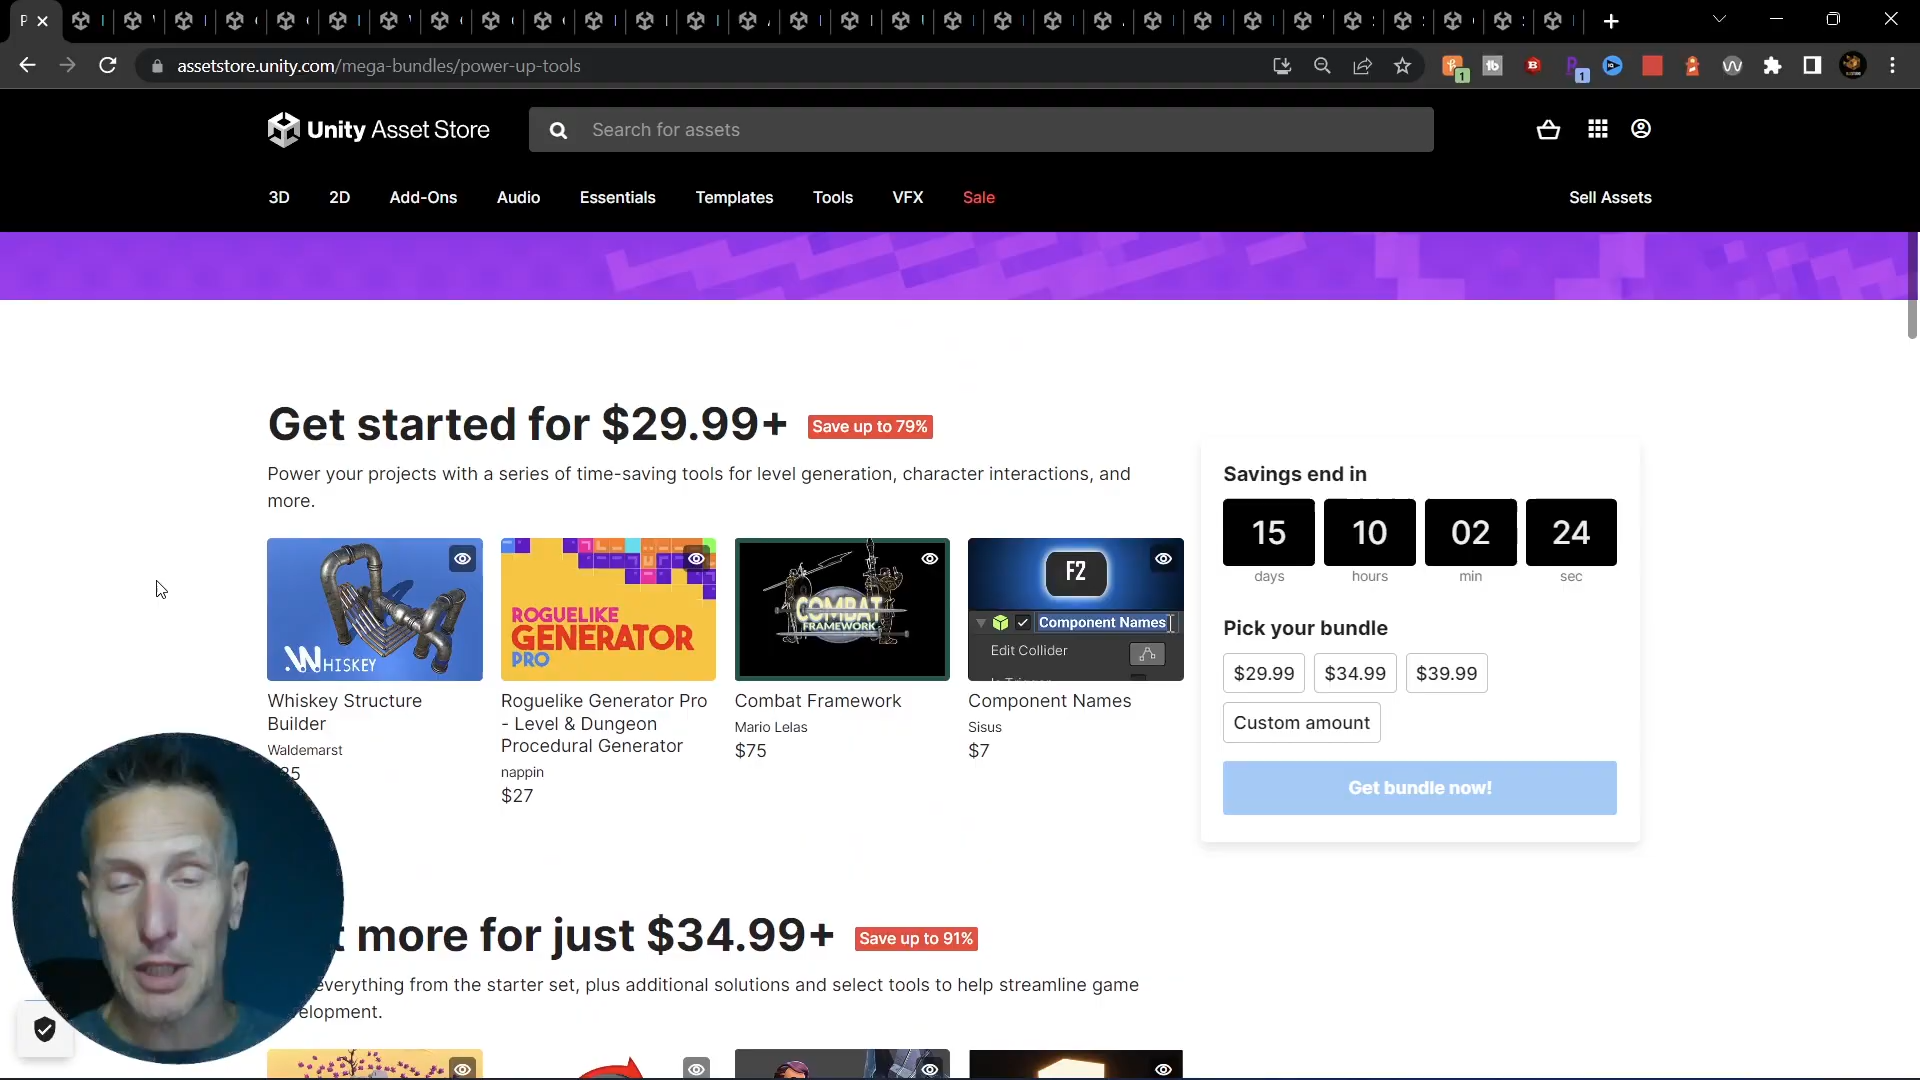 P
assetstore.unity.com/mega-bundles/power-up-tools
1
1
Unity Asset Store
Search for assets
3D
2D
Add-Ons
Audio
Essentials
Templates
Tools
VFX
Sale
Sell Assets
Get started for $29.99+
Save up to 79%
Power your projects with a series of time-saving tools for level generation, character interactions, and
more.
WHISKEY
ROGUELIKE
GENERATOR
PRO
COMBAT
FRAMEWORK
F2
Component Names
Edit Collider
Whiskey Structure
Builder
Waldemarst
Roguelike Generator Pro
- Level & Dungeon
Procedural Generator
nappin
$27
Combat Framework
Mario Lelas
$75
Component Names
Sisus
$7
Savings end in
15
10
02
24
days
hours
min
sec
Pick your bundle
$29.99
$34.99
$39.99
Custom amount
Get bundle now!
more for just $34.99+
Save up to 91%
everything from the starter set, plus additional solutions and select tools to help streamline game